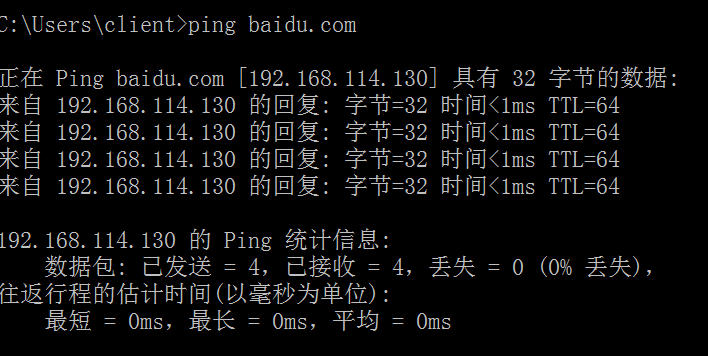 C:\Users\client>ping baidu.com
正在 Ping baidu.com [192.168.114.130] 具有 32 字节的数据:
来自 192.168.114.130 的回复: 字节=32 时间<1ms TTL=64
来自 192.168.114.130 的回复: 字节=32 时间<1ms TTL=64
来自 192.168.114.130 的回复: 字节=32 时间<1ms TTL=64
来自 192.168.114.130 的回复: 字节=32 时间<1ms TTL=64
192.168.114.130 的 Ping 统计信息:
数据包: 已发送 = 4，已接收 = 4，丢失 = 0 (0% 丢失)，
往返行程的估计时间(以毫秒为单位):
最短 = 0ms，最长 = 0ms，平均 = 0ms